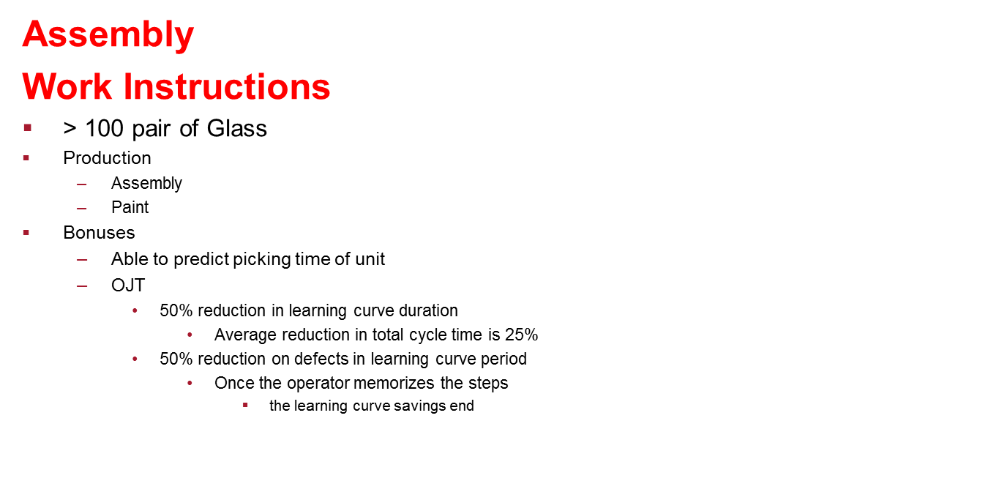 Assembly
Work Instructions
▪ > 100 pair of Glass
▪ Production
– Assembly
– Paint
▪ Bonuses
– Able to predict picking time of unit
– OJT
• 50% reduction in learning curve duration
• Average reduction in total cycle time is 25%
• 50% reduction on defects in learning curve period
• Once the operator memorizes the steps
▪ the learning curve savings end